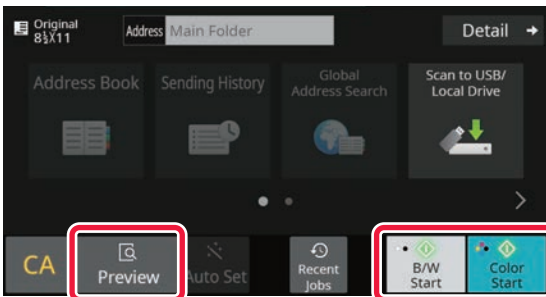 Original
8½X11
Address Main Folder
Detail
Address Book
Sending History
Global
Address Search
Scan to USB/
Local Drive
CA
Preview
Auto Set
Recent
Jobs
B/W
Start
Color
Start